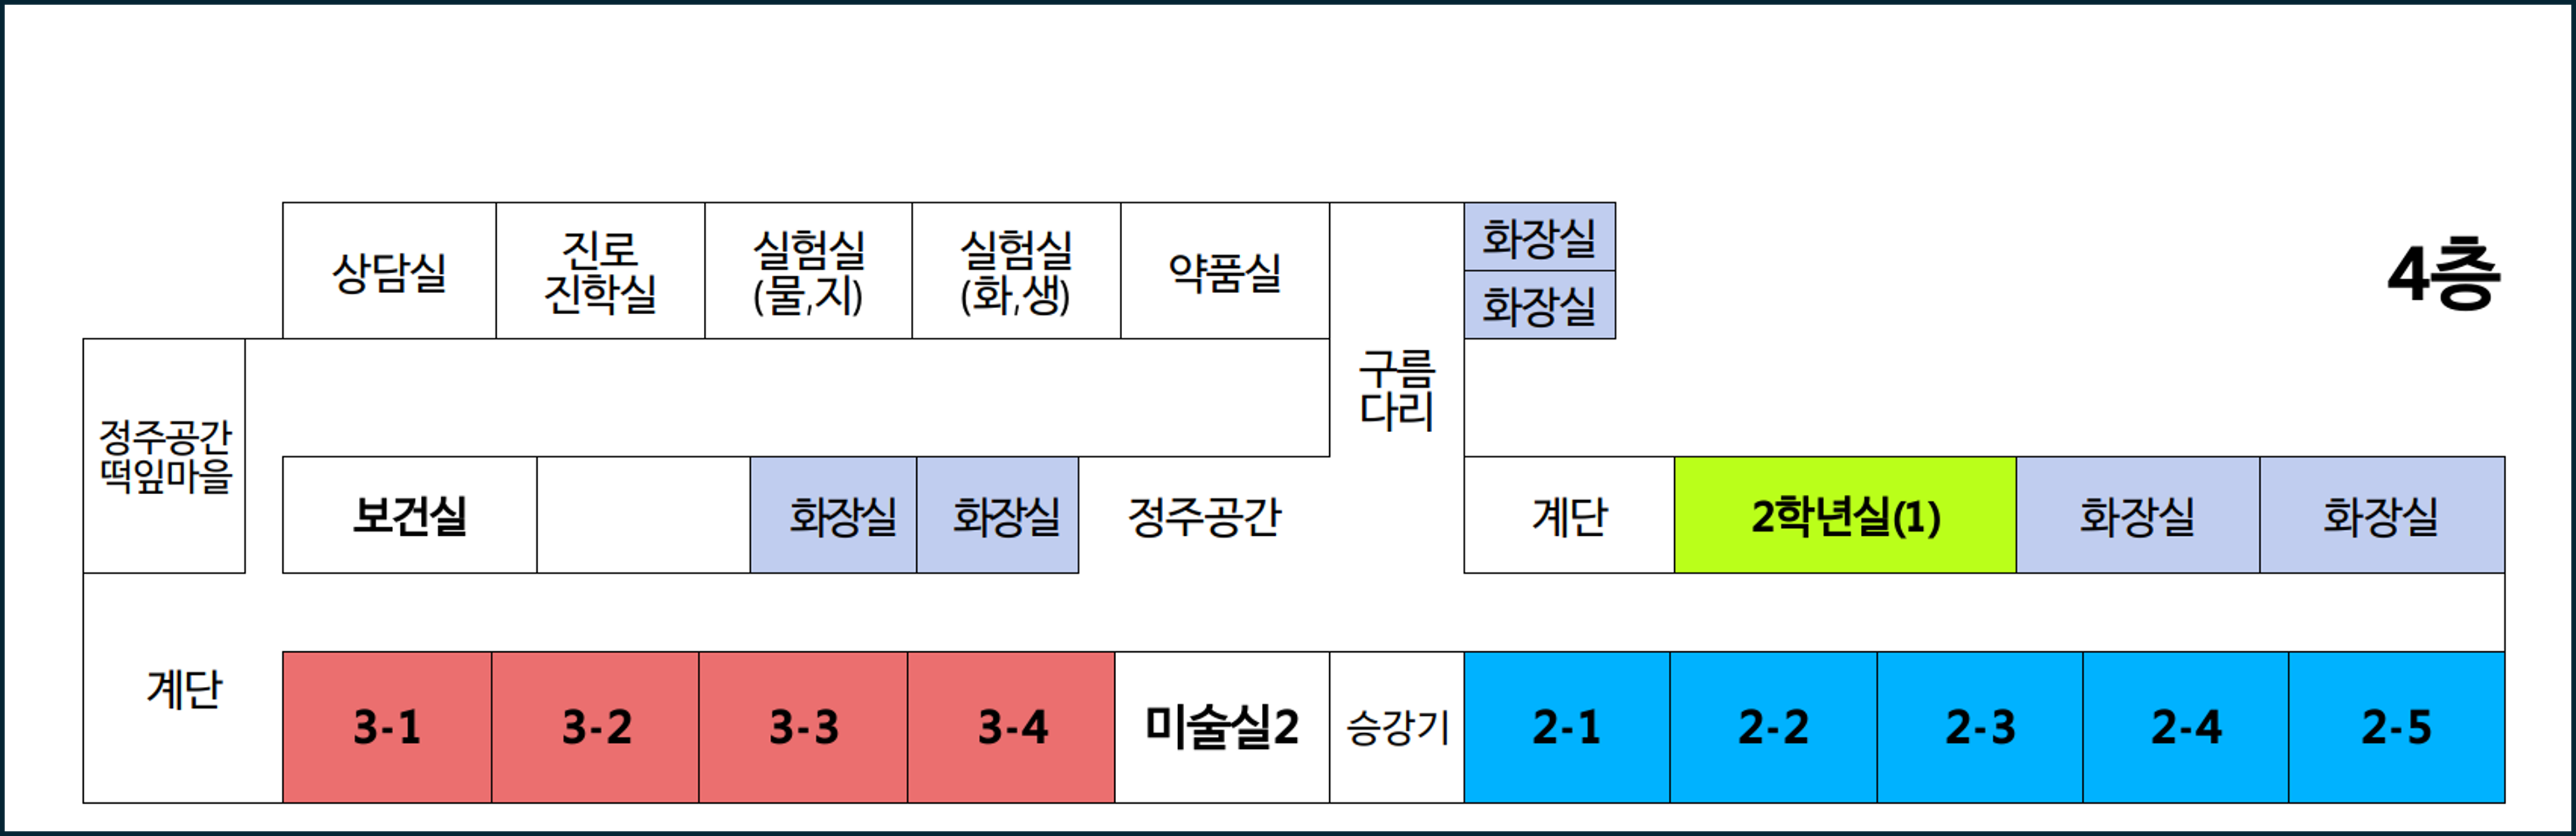 상담실
진로
진학실
실험실
(물,지)
실험실
(화,생)
약품실
화장실
화장실
4층
구름
다리
정주공간
떡잎마을
보건실
화장실
화장실
정주공간
계단
2학년실(1)
화장실
화장실
계단
3-1
3-2
3-3
3-4
미술실2
승강기
2-1
2-2
2-3
2-4
2-5